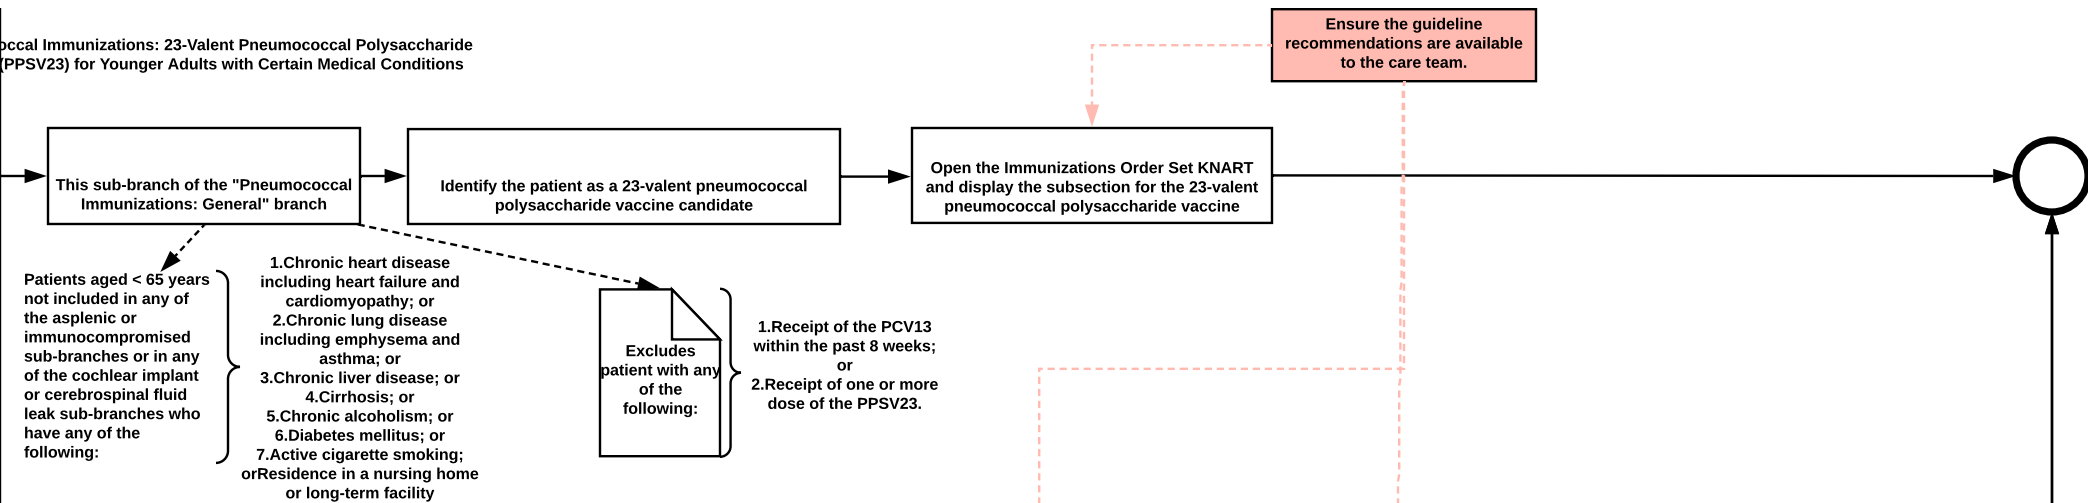 occal Immunizations: 23-Valent Pneumococcal Polysaccharide
(PPSV23) for Younger Adults with Certain Medical Conditions
Ensure the guideline
recommendations are available
to the care team.
This sub-branch of the "Pneumococcal
Immunizations: General" branch
Identify the patient as a 23-valent pneumococcal
polysaccharide vaccine candidate
Open the Immunizations Order Set KNART
and display the subsection for the 23-valent
pneumococcal polysaccharide vaccine
Patients aged < 65 years
not included in any of
the asplenic or
immunocompromised
sub-branches or in any
of the cochlear implant
or cerebrospinal fluid
leak sub-branches who
have any of the
following:
1.Chronic heart disease
including heart failure and
cardiomyopathy; or
2.Chronic lung disease
including emphysema and
asthma; or
3.Chronic liver disease; or
4.Cirrhosis; or
5.Chronic alcoholism; or
6.Diabetes mellitus; or
7.Active cigarette smoking;
orResidence in a nursing home
or long-term facility
Excludes
patient with any
of the
following:
1.Receipt of the PCV13
within the past 8 weeks;
or
2.Receipt of one or more
dose of the PPSV23.